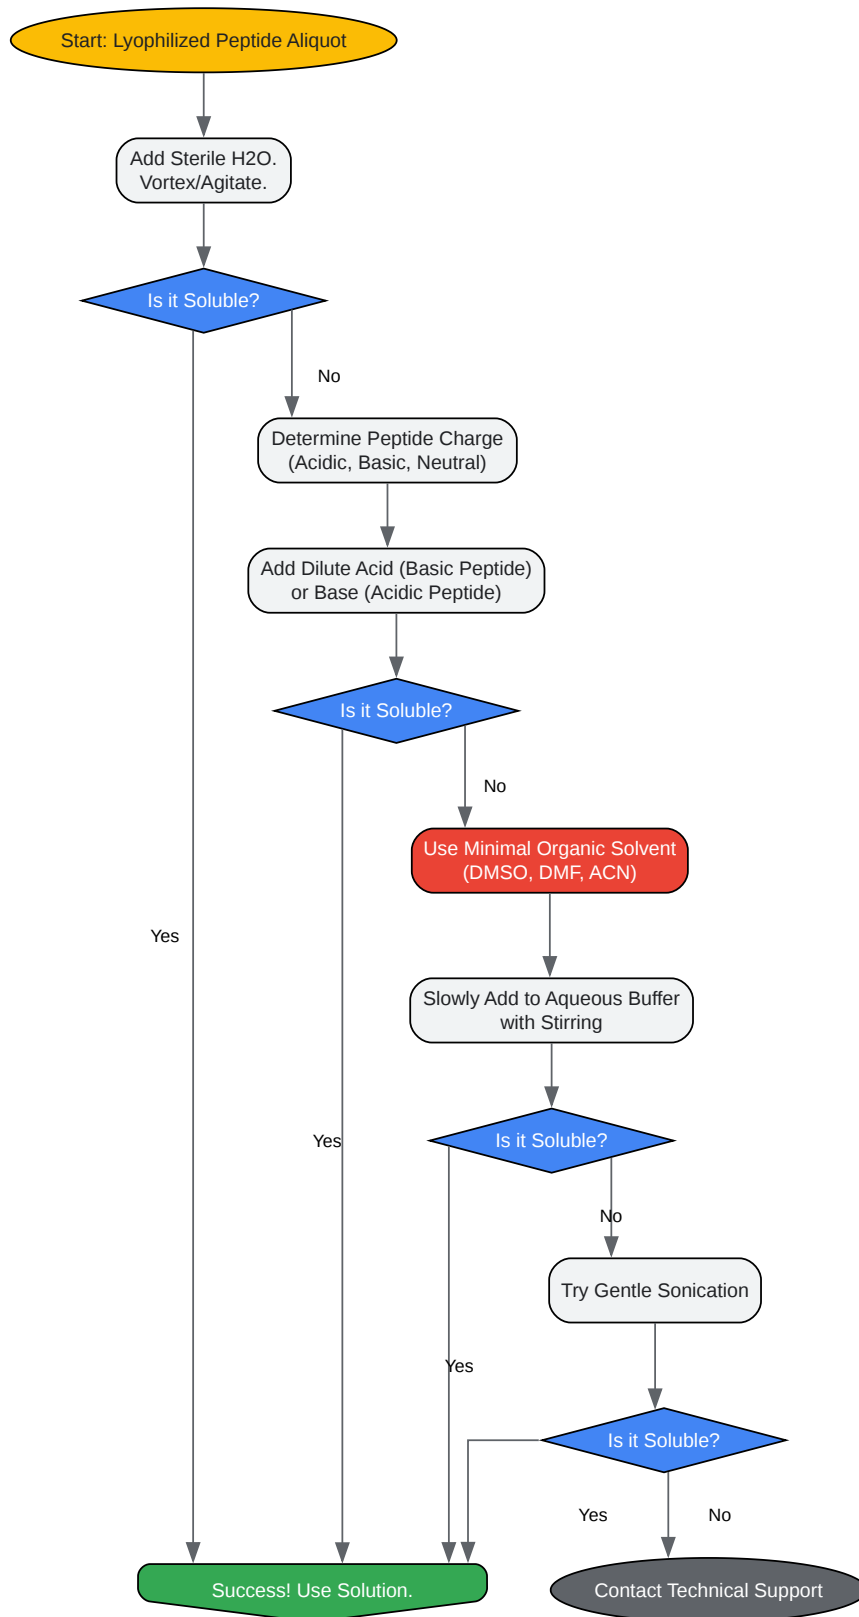 Start: Lyophilized Peptide Aliquot
Add Sterile H2O.
Vortex/Agitate.
Is it Soluble?
No
Determine Peptide Charge
(Acidic, Basic, Neutral)
Add Dilute Acid (Basic Peptide)
or Base (Acidic Peptide)
Is it Soluble?
No
Use Minimal Organic Solvent
(DMSO, DMF, ACN)
Yes
Slowly Add to Aqueous Buffer
with Stirring
Yes
Is it Soluble?
No
Try Gentle Sonication
Yes
Is it Soluble?
Yes
No
Success! Use Solution.
Contact Technical Support